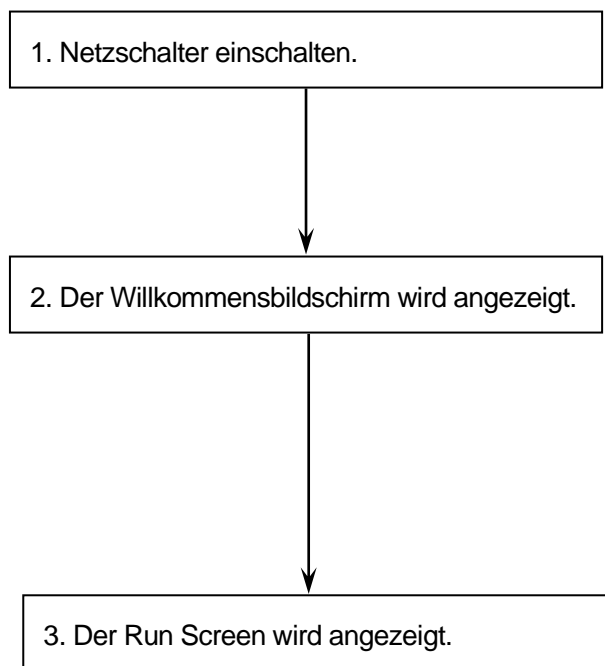 1. Netzschalter einschalten.
2. Der Willkommensbildschirm wird angezeigt.
3. Der Run Screen wird angezeigt.